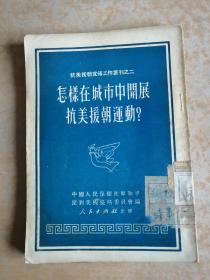 抗美援朝宣傳工作叢刊之二
怎樣在城市中開展
抗美援朝運動?
中國人民保衞世界和平
反對美國侵略委員會編
人民出版社出版